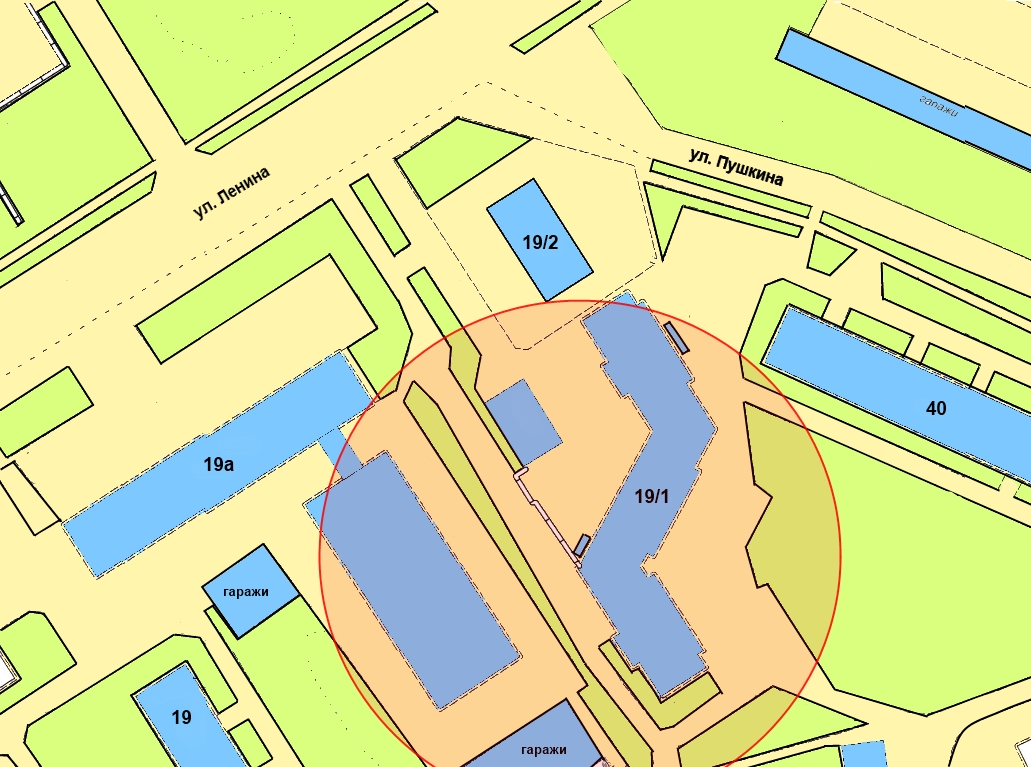 гаражи
ул. Пушкина
ул. Ленина
19/2
40
19а
19/1
гаражи
19
гаражи